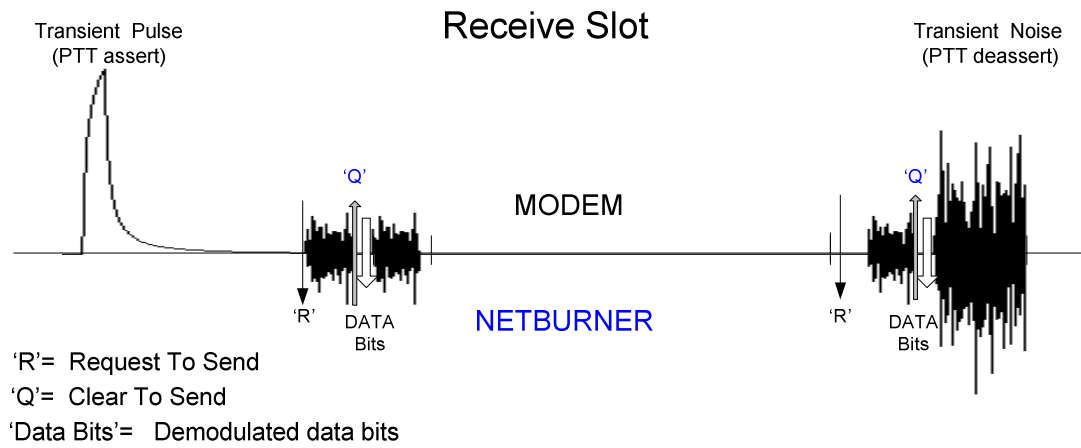 Receive Slot
Transient Pulse
(PTT assert)
Transient Noise
(PTT deassert)
‘Q’
‘Q’
MODEM
‘R’
DATA
Bits
NETBURNER
‘R’
DATA
Bits
‘R’= Request To Send
‘Q’= Clear To Send
‘Data Bits’= Demodulated data bits